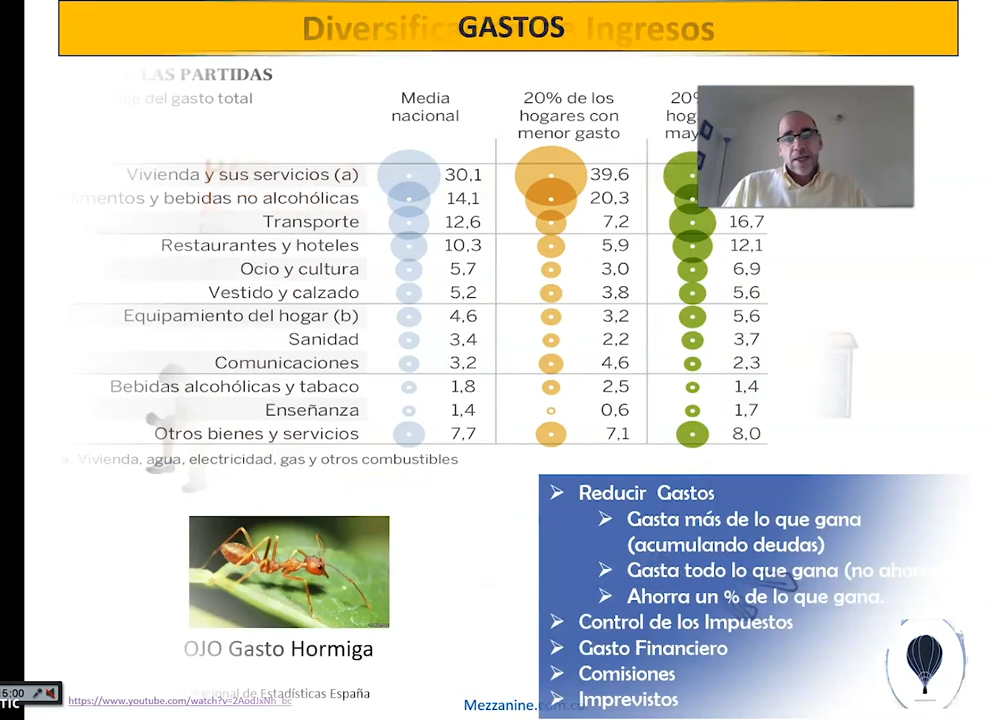 Diversific GASTOS Ingresos
LAS PARTIDAS
del gasto total
Media nacional
20% de los hogares con menor gasto
Vivienda y sus servicios (a) 30,1 39,6
mentos y bebidas no alcohólicas 14,1 20,3
Transporte 12,6 7,2 16,7
Restaurantes y hoteles 10,3 5,9 12,1
Ocio y cultura 5,7 3,0 6,9
Vestido y calzado 5,2 3,8 5,6
Equipamiento del hogar (b) 4,6 3,2 5,6
Sanidad 3,4 2,2 3,7
Comunicaciones 3,2 4,6 2,3
Bebidas alcohólicas y tabaco 1,8 2,5 1,4
Enseñanza 1,4 0,6 1,7
Otros bienes y servicios 7,7 7,1 8,0
a. Vivienda, agua, electricidad, gas y otros combustibles
OJO Gasto Hormiga
cional de Estadísticas España
https://www.youtube.com/watch?v=2AodJxNh_bc
Mezzanine.com.co
➢ Reducir Gastos
➢ Gasta más de lo que gana
(acumulando deudas)
➢ Gasta todo lo que gana (no ahorra
➢ Ahorra un % de lo que gana.
➢ Control de los Impuestos
➢ Gasto Financiero
➢ Comisiones
➢ Imprevistos
5:00
TIC